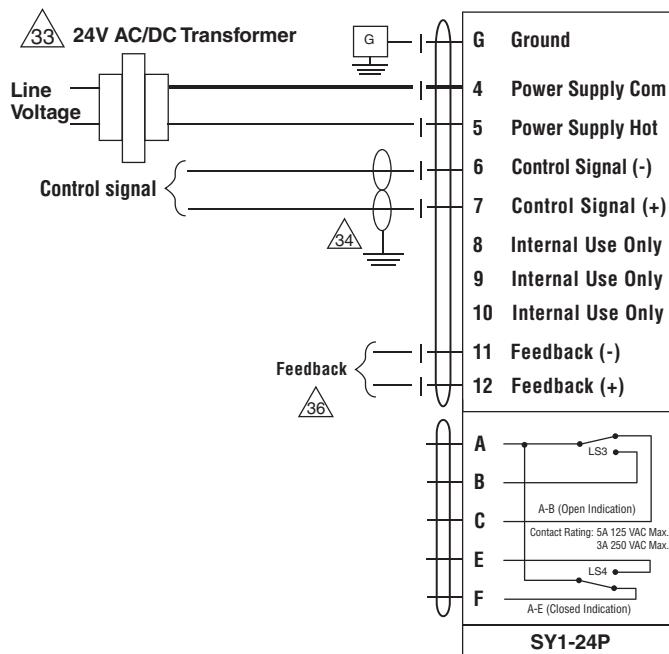 33 24V AC/DC Transformer
G
Line
Voltage
Control signal
34
Feedback
36
G Ground
4 Power Supply Com
5 Power Supply Hot
6 Control Signal (-)
7 Control Signal (+)
8 Internal Use Only
9 Internal Use Only
10 Internal Use Only
11 Feedback (-)
12 Feedback (+)
A
B
C
E
F
LS3
A-B (Open Indication)
Contact Rating: 5A 125 VAC Max.
3A 250 VAC Max.
LS4
A-E (Closed Indication)
SY1-24P